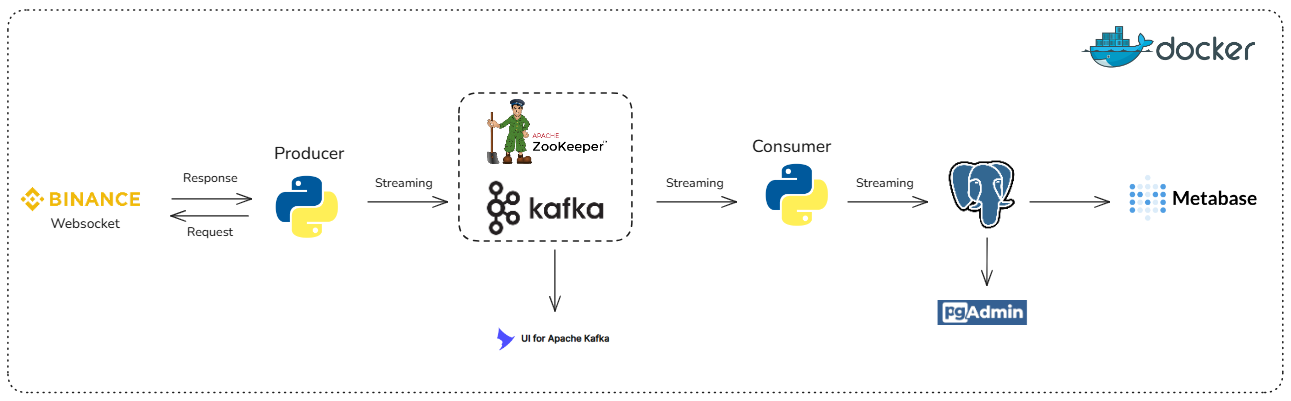 docker
APACHE
ZooKeeper™
Producer
Consumer
Response
Streaming
Streaming
Streaming
BINANCE
kafka
Metabase
Websocket
Request
pgAdmin
UI for Apache Kafka